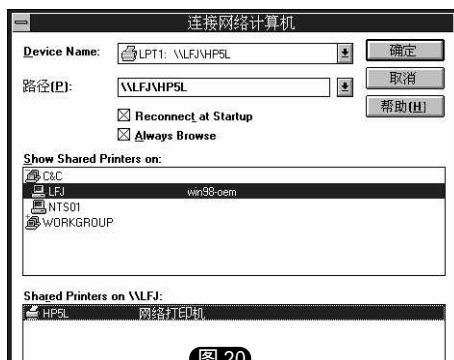 连接网络计算机
Device Name: LPT1: \\LFJ\HP5L 确定
路径(P): \\LFJ\HP5L 取消
Reconnect at Startup 帮助(H)
Always Browse
Show Shared Printers on:
C&C
LFJ win98-oem
NTS01
WORKGROUP
Shared Printers on \\LFJ:
HP5L 网络打印机
图 20